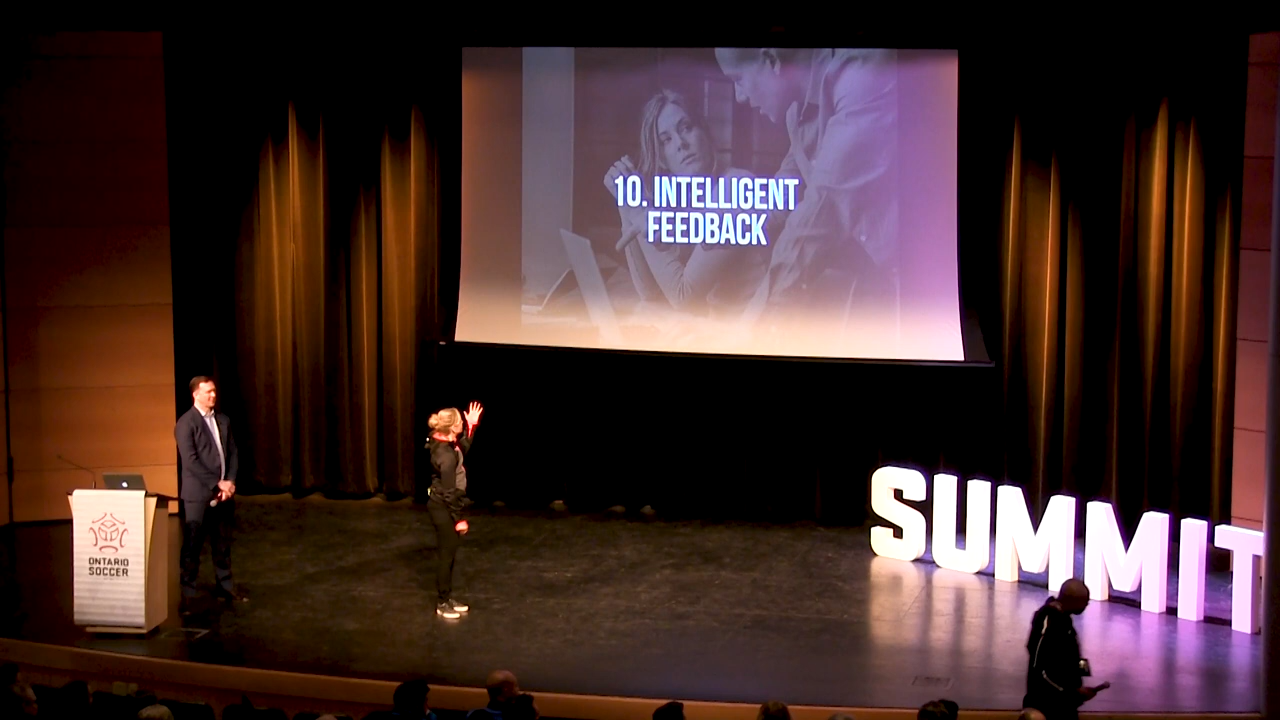 10. INTELLIGENT
FEEDBACK
SUMMIT
ONTARIO
SOCCER